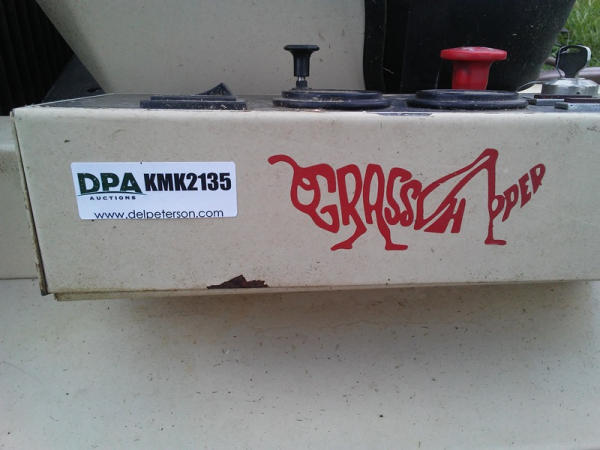 DPA KMK2135
AUCTIONS
www.delpeterson.com
GRASSHOPPER